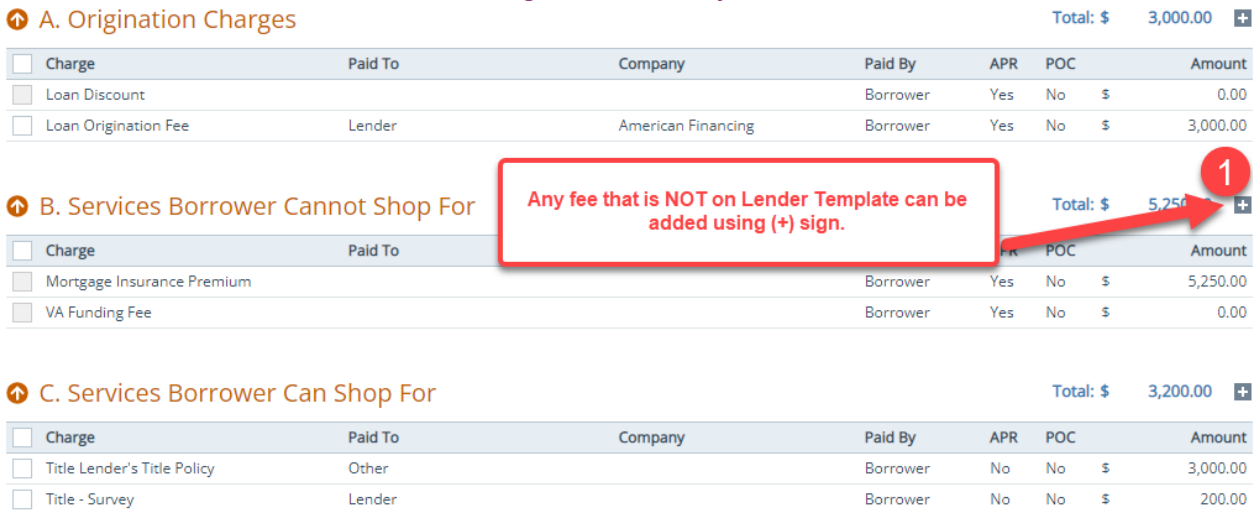 A. Origination Charges Total: $ 3,000.00 +
Charge Paid To Company Paid By APR POC Amount
Loan Discount Borrower Yes No $ 0.00
Loan Origination Fee Lender American Financing Borrower Yes No $ 3,000.00
1
Any fee that is NOT on Lender Template can be
added using (+) sign.
B. Services Borrower Cannot Shop For Total: $ +
Charge Paid To POC Amount
Mortgage Insurance Premium Borrower Yes No $ 5,250.00
VA Funding Fee Borrower Yes No $ 0.00
C. Services Borrower Can Shop For Total: $ 3,200.00 +
Charge Paid To Company Paid By APR POC Amount
Title Lender's Title Policy Other Borrower No No $ 3,000.00
Title - Survey Lender Borrower No No $ 200.00